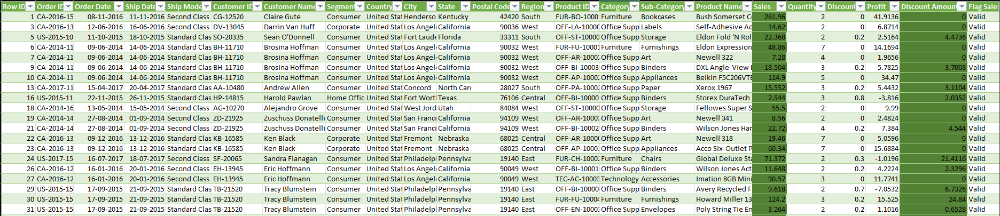 Row ID Order ID Order Date Ship Date Ship Mode Customer ID Customer Name Segment Country City State Postal Code Region Product ID Category Sub-Category Product Name Sales Quantity Discount Profit Discount Amount Flag Sales
1 CA-2016-15 08-11-2016 11-11-2016 Second Class CG-12520 Claire Gute Consumer United Stat Henderso Kentucky 42420 South FUR-BO-1000 Furniture Bookcases Bush Somerset Co 261.96 2 0 41.9136 0 Valid
3 CA-2016-13 12-06-2016 16-06-2016 Second Class DV-13045 Darrin Van Huff Corporate United Stat Los Angele California 90036 West OFF-LA-1000 Office Supp Labels Self-Adhesive Ad 14.62 2 0 6.8714 0 Valid
5 US-2015-10 11-10-2015 18-10-2015 Standard Clas SO-20335 Sean O'Donnell Consumer United Stat Fort Laude Florida 33311 South OFF-ST-10000 Office Supp Storage Eldon Fold 'N Rol 22.368 2 0.2 2.5164 4.4736 Valid
6 CA-2014-11 09-06-2014 14-06-2014 Standard Clas BH-11710 Brosina Hoffman Consumer United Stat Los Angele California 90032 West FUR-FU-1000 Furniture Furnishings Eldon Expression 48.86 7 0 14.1694 0 Valid
7 CA-2014-11 09-06-2014 14-06-2014 Standard Clas BH-11710 Brosina Hoffman Consumer United Stat Los Angele California 90032 West OFF-AR-1000 Office Supp Art Newell 322 7.28 4 0 1.9656 0 Valid
9 CA-2014-11 09-06-2014 14-06-2014 Standard Clas BH-11710 Brosina Hoffman Consumer United Stat Los Angele California 90032 West OFF-BI-10003 Office Supp Binders DXL Angle-View 18.504 3 0.2 5.7825 3.7008 Valid
10 CA-2014-11 09-06-2014 14-06-2014 Standard Clas BH-11710 Brosina Hoffman Consumer United Stat Los Angele California 90032 West OFF-AP-1000 Office Supp Appliances Belkin F5C206VTE 114.9 5 0 34.47 0 Valid
13 CA-2017-11 15-04-2017 20-04-2017 Standard Clas AA-10480 Andrew Allen Consumer United Stat Concord North Caro 28027 South OFF-PA-1000 Office Supp Paper Xerox 1967 15.552 3 0.2 5.4432 3.1104 Valid
16 US-2015-11 22-11-2015 26-11-2015 Standard Clas HP-14815 Harold Pawlan Home Offic United Stat Fort Wort Texas 76106 Central OFF-BI-10000 Office Supp Binders Storex DuraTech 2.544 3 0.8 -3.816 2.0352 Valid
18 CA-2014-16 13-05-2014 15-05-2014 Second Class AG-10270 Alejandro Grove Consumer United Stat West Jord Utah 84084 West OFF-ST-10000 Office Supp Storage Fellowes Super S 55.5 2 0 9.99 0 Valid
19 CA-2014-14 27-08-2014 01-09-2014 Second Class ZD-21925 Zuschuss Donatelli Consumer United Stat San Franci California 94109 West OFF-AR-1000 Office Supp Art Newell 341 8.56 2 0 2.4824 0 Valid
21 CA-2014-14 27-08-2014 01-09-2014 Second Class ZD-21925 Zuschuss Donatelli Consumer United Stat San Franci California 94109 West OFF-BI-10002 Office Supp Binders Wilson Jones Han 22.72 4 0.2 7.384 4.544 Valid
22 CA-2016-13 09-12-2016 13-12-2016 Standard Clas KB-16585 Ken Black Corporate United Stat Fremont Nebraska 68025 Central OFF-AR-1000 Office Supp Art Newell 318 19.46 7 0 5.0596 0 Valid
23 CA-2016-13 09-12-2016 13-12-2016 Standard Clas KB-16585 Ken Black Corporate United Stat Fremont Nebraska 68025 Central OFF-AP-1000 Office Supp Appliances Acco Six-Outlet P 60.34 7 0 15.6884 0 Valid
24 US-2017-15 16-07-2017 18-07-2017 Second Class SF-20065 Sandra Flanagan Consumer United Stat Philadelpl Pennsylva 19140 East FUR-CH-1000 Furniture Chairs Global Deluxe Sta 71.372 2 0.3 -1.0196 21.4116 Valid
26 CA-2016-12 16-01-2016 20-01-2016 Second Class EH-13945 Eric Hoffmann Consumer United Stat Los Angele California 90049 West OFF-BI-10001 Office Supp Binders Wilson Jones Act 11.648 2 0.2 4.2224 2.3296 Valid
27 CA-2016-12 16-01-2016 20-01-2016 Second Class EH-13945 Eric Hoffmann Consumer United Stat Los Angele California 90049 West TEC-AC-10003 Technology Accessories Imation 8GB Mini 90.57 3 0 11.7741 0 Valid
29 US-2015-15 17-09-2015 21-09-2015 Standard Clas TB-21520 Tracy Blumstein Consumer United Stat Philadelpl Pennsylva 19140 East OFF-BI-10000 Office Supp Binders Avery Recycled F 9.618 2 0.7 -7.0532 6.7326 Valid
30 US-2015-15 17-09-2015 21-09-2015 Standard Clas TB-21520 Tracy Blumstein Consumer United Stat Philadelpl Pennsylva 19140 East FUR-FU-1000 Furniture Furnishings Howard Miller 13 124.2 3 0.2 15.525 24.84 Valid
31 US-2015-15 17-09-2015 21-09-2015 Standard Clas TB-21520 Tracy Blumstein Consumer United Stat Philadelpl Pennsylva 19140 East OFF-EN-1000 Office Supp Envelopes Poly String Tie En 3.264 2 0.2 1.1016 0.6528 Valid